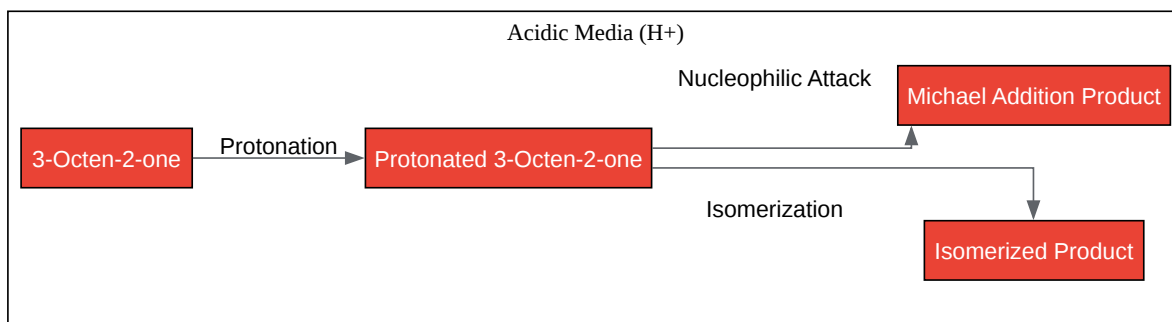 Acidic Media (H+)
Nucleophilic Attack
Michael Addition Product
3-Octen-2-one
Protonation
Protonated 3-Octen-2-one
Isomerization
Isomerized Product